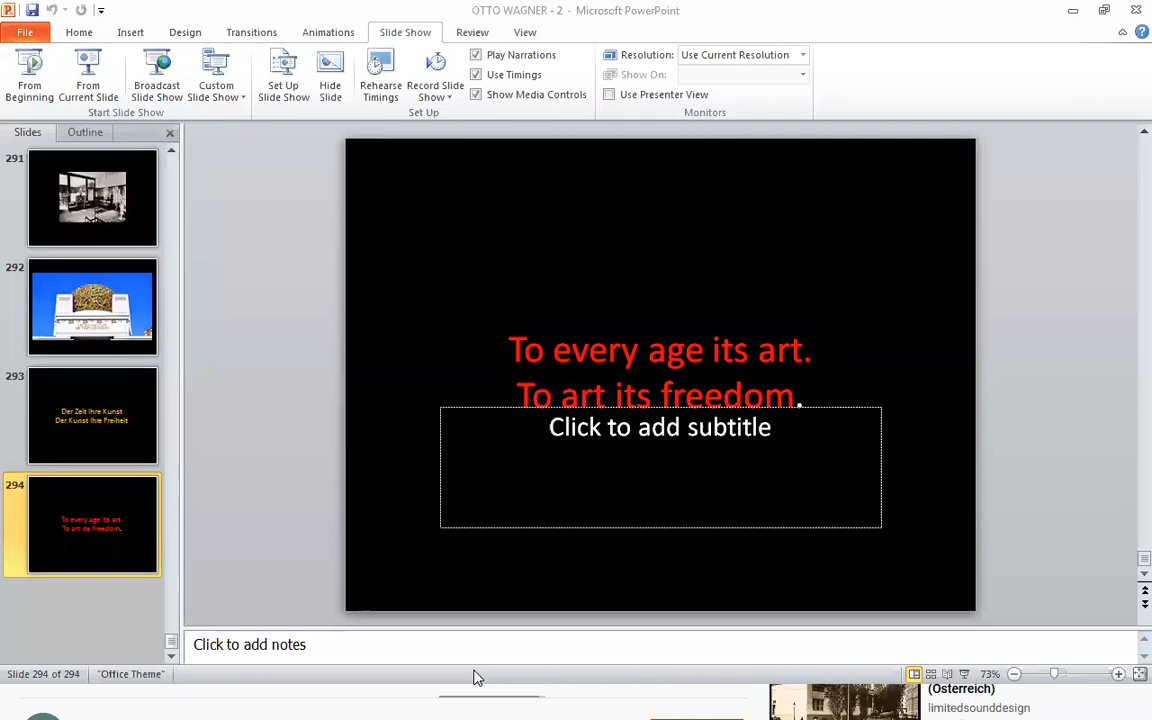 OTTO WAGNER - 2 - Microsoft PowerPoint
File Home Insert Design Transitions Animations Slide Show Review View
From Beginning
From Current Slide
Broadcast Slide Show
Custom Slide Show
Set Up Slide Show
Hide Slide
Rehearse Timings
Record Slide Show
Play Narrations
Use Timings
Show Media Controls
Resolution: Use Current Resolution
Show On:
Use Presenter View
Start Slide Show
Set Up
Monitors
Slides Outline
291
292
293
Der Zeit Ihre Kunst
Der Kunst Ihre Freiheit
294
To every age its art.
To art its freedom.
To every age its art.
To art its freedom.
Click to add subtitle
Click to add notes
Slide 294 of 294 "Office Theme" 73%
(Österreich)
limitedsounddesign